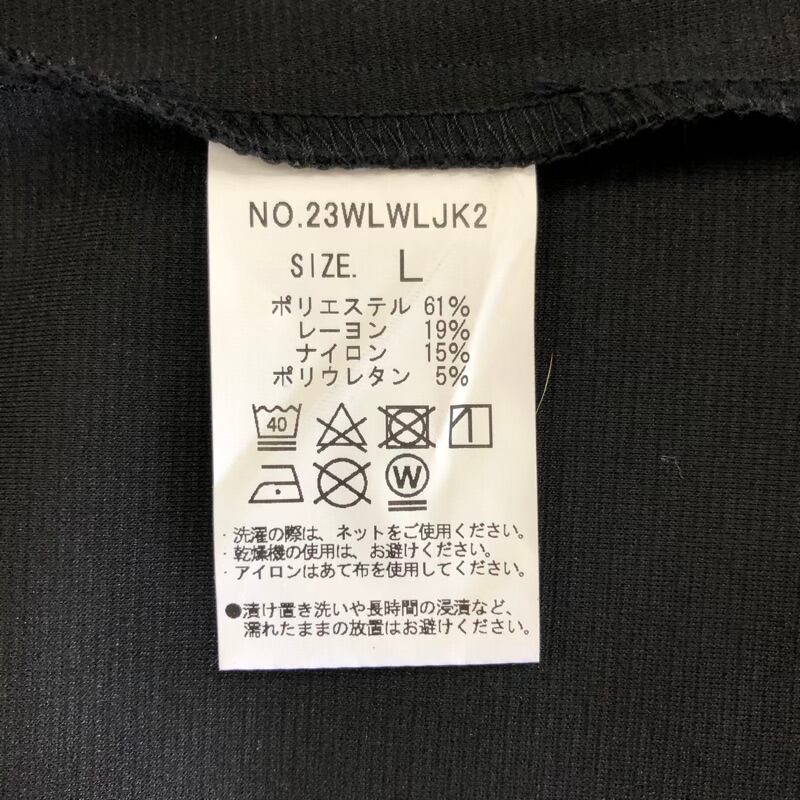 NO.23WLWLJK2
SIZE. L
ポリエステル 61%
レーヨン 19%
ナイロン 15%
ポリウレタン 5%
40
W
・洗濯の際は、ネットをご使用ください。
・乾燥機の使用は、お避けください。
・アイロンはあて布を使用してください。
●漬け置き洗いや長時間の浸漬など、
濡れたままの放置はお避けください。